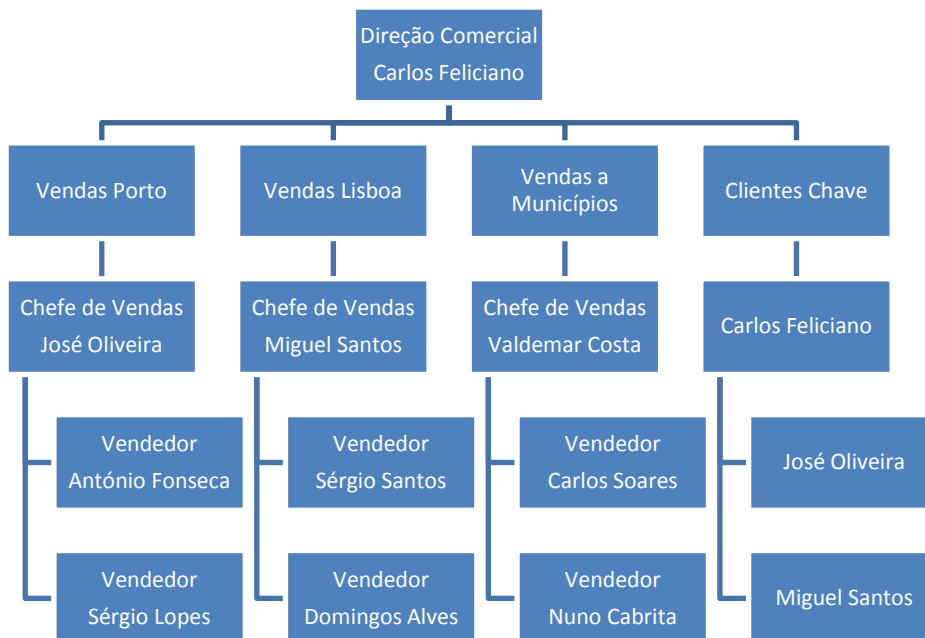 Direção Comercial
Carlos Feliciano
Vendas Porto
Vendas Lisboa
Vendas a
Municípios
Clientes Chave
Chefe de Vendas
José Oliveira
Chefe de Vendas
Miguel Santos
Chefe de Vendas
Valdemar Costa
Carlos Feliciano
Vendedor
António Fonseca
Vendedor
Sérgio Santos
Vendedor
Carlos Soares
José Oliveira
Vendedor
Sérgio Lopes
Vendedor
Domingos Alves
Vendedor
Nuno Cabrita
Miguel Santos